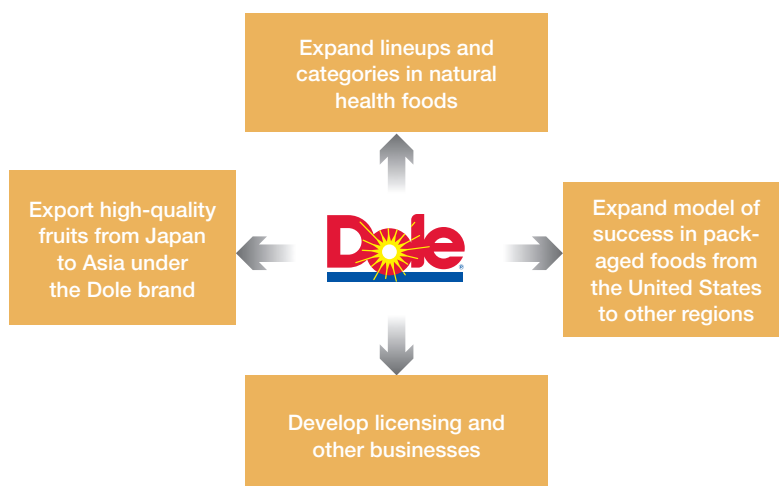 Expand lineups and
categories in natural
health foods
Export high-quality
fruits from Japan
to Asia under
the Dole brand
Dole
®
Expand model of
success in pack-
aged foods from
the United States
to other regions
Develop licensing and
other businesses